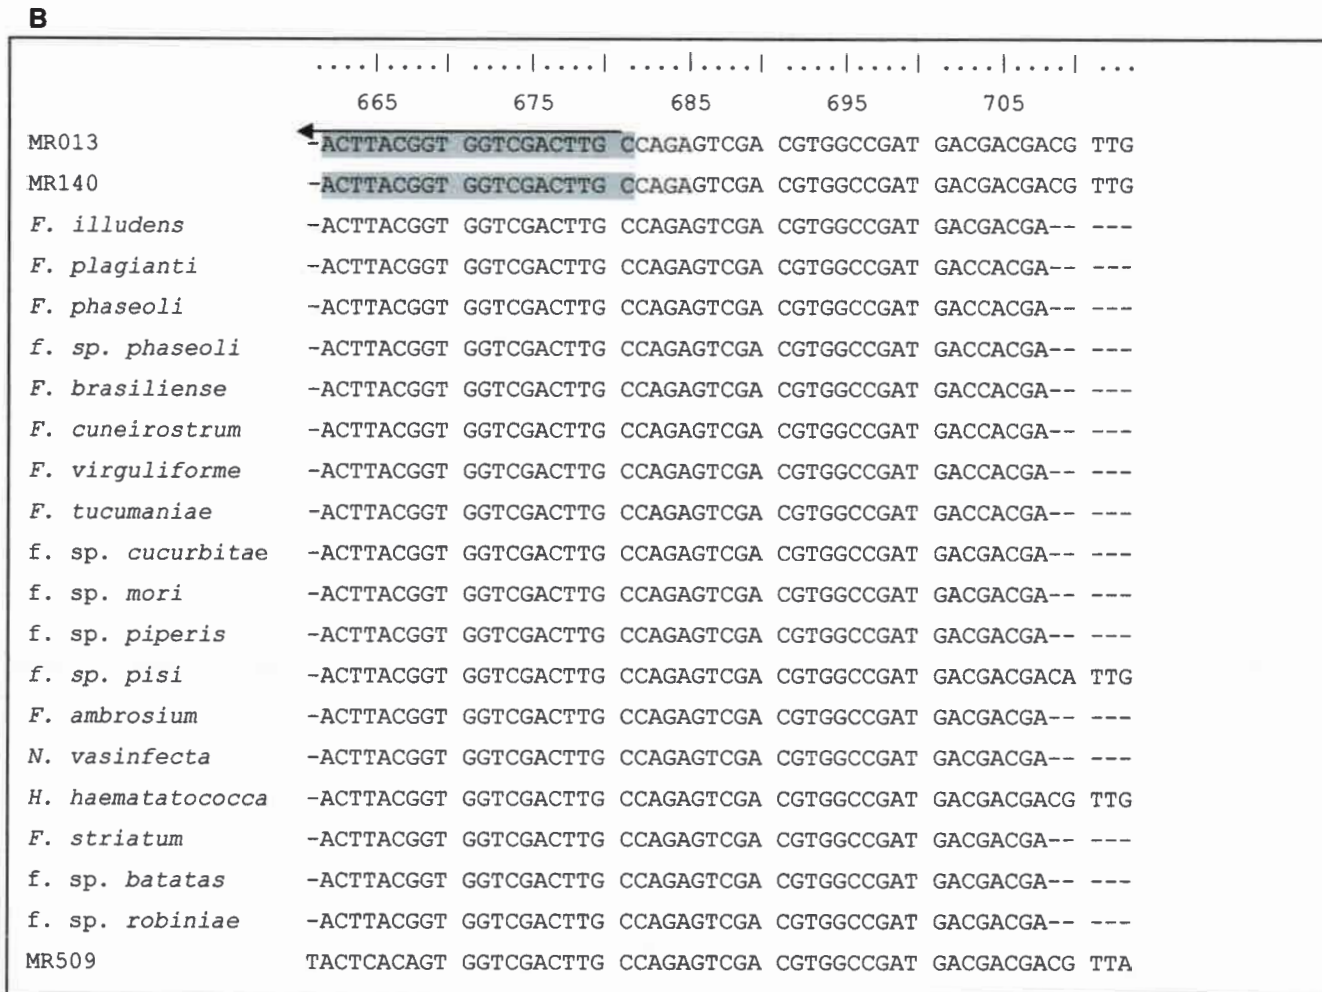 B
....|....| ....|....| ....|....| ....|....| ....|....| ...
665 675 685 695 705
MR013 -ACTTACGGT GGTCGACTTG CCAGAGTCGA CGTGGCCGAT GACGACGACG TTG
MR140 -ACTTACGGT GGTCGACTTG CCAGAGTCGA CGTGGCCGAT GACGACGACG TTG
F. illudens -ACTTACGGT GGTCGACTTG CCAGAGTCGA CGTGGCCGAT GACGACGA-- ---
F. plagianti -ACTTACGGT GGTCGACTTG CCAGAGTCGA CGTGGCCGAT GACCACGA-- ---
F. phaseoli -ACTTACGGT GGTCGACTTG CCAGAGTCGA CGTGGCCGAT GACCACGA-- ---
f. sp. phaseoli -ACTTACGGT GGTCGACTTG CCAGAGTCGA CGTGGCCGAT GACCACGA-- ---
F. brasiliense -ACTTACGGT GGTCGACTTG CCAGAGTCGA CGTGGCCGAT GACCACGA-- ---
F. cuneirostrum -ACTTACGGT GGTCGACTTG CCAGAGTCGA CGTGGCCGAT GACCACGA-- ---
F. virguliforme -ACTTACGGT GGTCGACTTG CCAGAGTCGA CGTGGCCGAT GACCACGA-- ---
F. tucumaniae -ACTTACGGT GGTCGACTTG CCAGAGTCGA CGTGGCCGAT GACCACGA-- ---
f. sp. cucurbitae -ACTTACGGT GGTCGACTTG CCAGAGTCGA CGTGGCCGAT GACGACGA-- ---
f. sp. mori -ACTTACGGT GGTCGACTTG CCAGAGTCGA CGTGGCCGAT GACGACGA-- ---
f. sp. piperis -ACTTACGGT GGTCGACTTG CCAGAGTCGA CGTGGCCGAT GACGACGA-- ---
f. sp. pisi -ACTTACGGT GGTCGACTTG CCAGAGTCGA CGTGGCCGAT GACGACGACA TTG
F. ambrosium -ACTTACGGT GGTCGACTTG CCAGAGTCGA CGTGGCCGAT GACGACGA-- ---
N. vasinfecta -ACTTACGGT GGTCGACTTG CCAGAGTCGA CGTGGCCGAT GACGACGA-- ---
H. haematatococca -ACTTACGGT GGTCGACTTG CCAGAGTCGA CGTGGCCGAT GACGACGACG TTG
F. striatum -ACTTACGGT GGTCGACTTG CCAGAGTCGA CGTGGCCGAT GACGACGA-- ---
f. sp. batatas -ACTTACGGT GGTCGACTTG CCAGAGTCGA CGTGGCCGAT GACGACGA-- ---
f. sp. robiniae -ACTTACGGT GGTCGACTTG CCAGAGTCGA CGTGGCCGAT GACGACGA-- ---
MR509 TACTCACAGT GGTCGACTTG CCAGAGTCGA CGTGGCCGAT GACGACGACG TTA